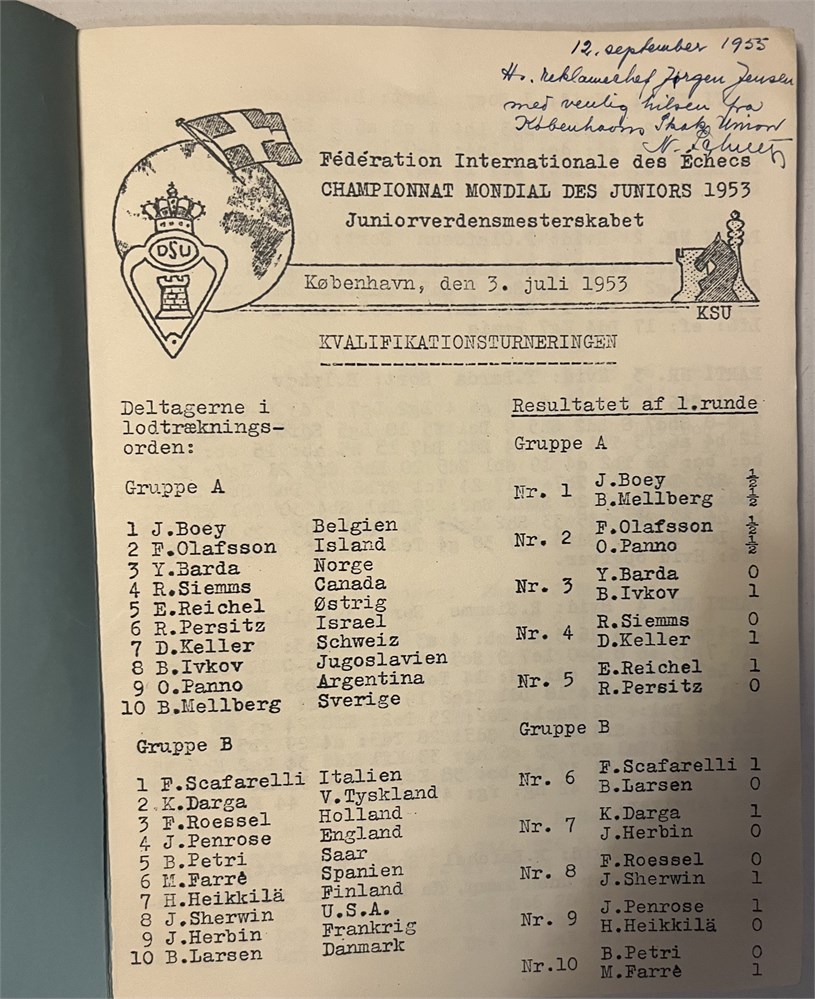 12. september 1955
Hr. reklamechef Jørgen Jensen
med venlig hilsen fra
Københavns Skak Union
Fédération Internationale des Échecs
CHAMPIONNAT MONDIAL DES JUNIORS 1953
Juniorverdensmesterskabet
DSU
København, den 3. juli 1953
KSU
KVALIFIKATIONSTURNERINGEN
Deltagerne i
lodtræknings-
orden:
Gruppe A
1 J.Boey Belgien
2 F.Olafsson Island
3 Y.Barda Norge
4 R.Siemms Canada
5 E.Reichel Østrig
6 R.Persitz Israel
7 D.Keller Schweiz
8 B.Ivkov Jugoslavien
9 O.Panno Argentina
10 B.Mellberg Sverige
Gruppe B
1 F.Scafarelli Italien
2 K.Darga V.Tyskland
3 F.Roessel Holland
4 J.Penrose England
5 B.Petri Saar
6 M.Farrè Spanien
7 H.Heikkilä Finland
8 J.Sherwin U.S.A.
9 J.Herbin Frankrig
10 B.Larsen Danmark
Resultatet af 1.runde
Gruppe A
Nr. 1 J.Boey ½
B.Mellberg ½
Nr. 2 F.Olafsson ½
O.Panno ½
Nr. 3 Y.Barda 0
B.Ivkov 1
Nr. 4 R.Siemms 0
D.Keller 1
Nr. 5 E.Reichel 1
R.Persitz 0
Gruppe B
Nr. 6 F.Scafarelli 1
B.Larsen 0
Nr. 7 K.Darga 1
J.Herbin 0
Nr. 8 F.Roessel 0
J.Sherwin 1
Nr. 9 J.Penrose 1
H.Heikkilä 0
Nr.10 B.Petri 0
M.Farrè 1